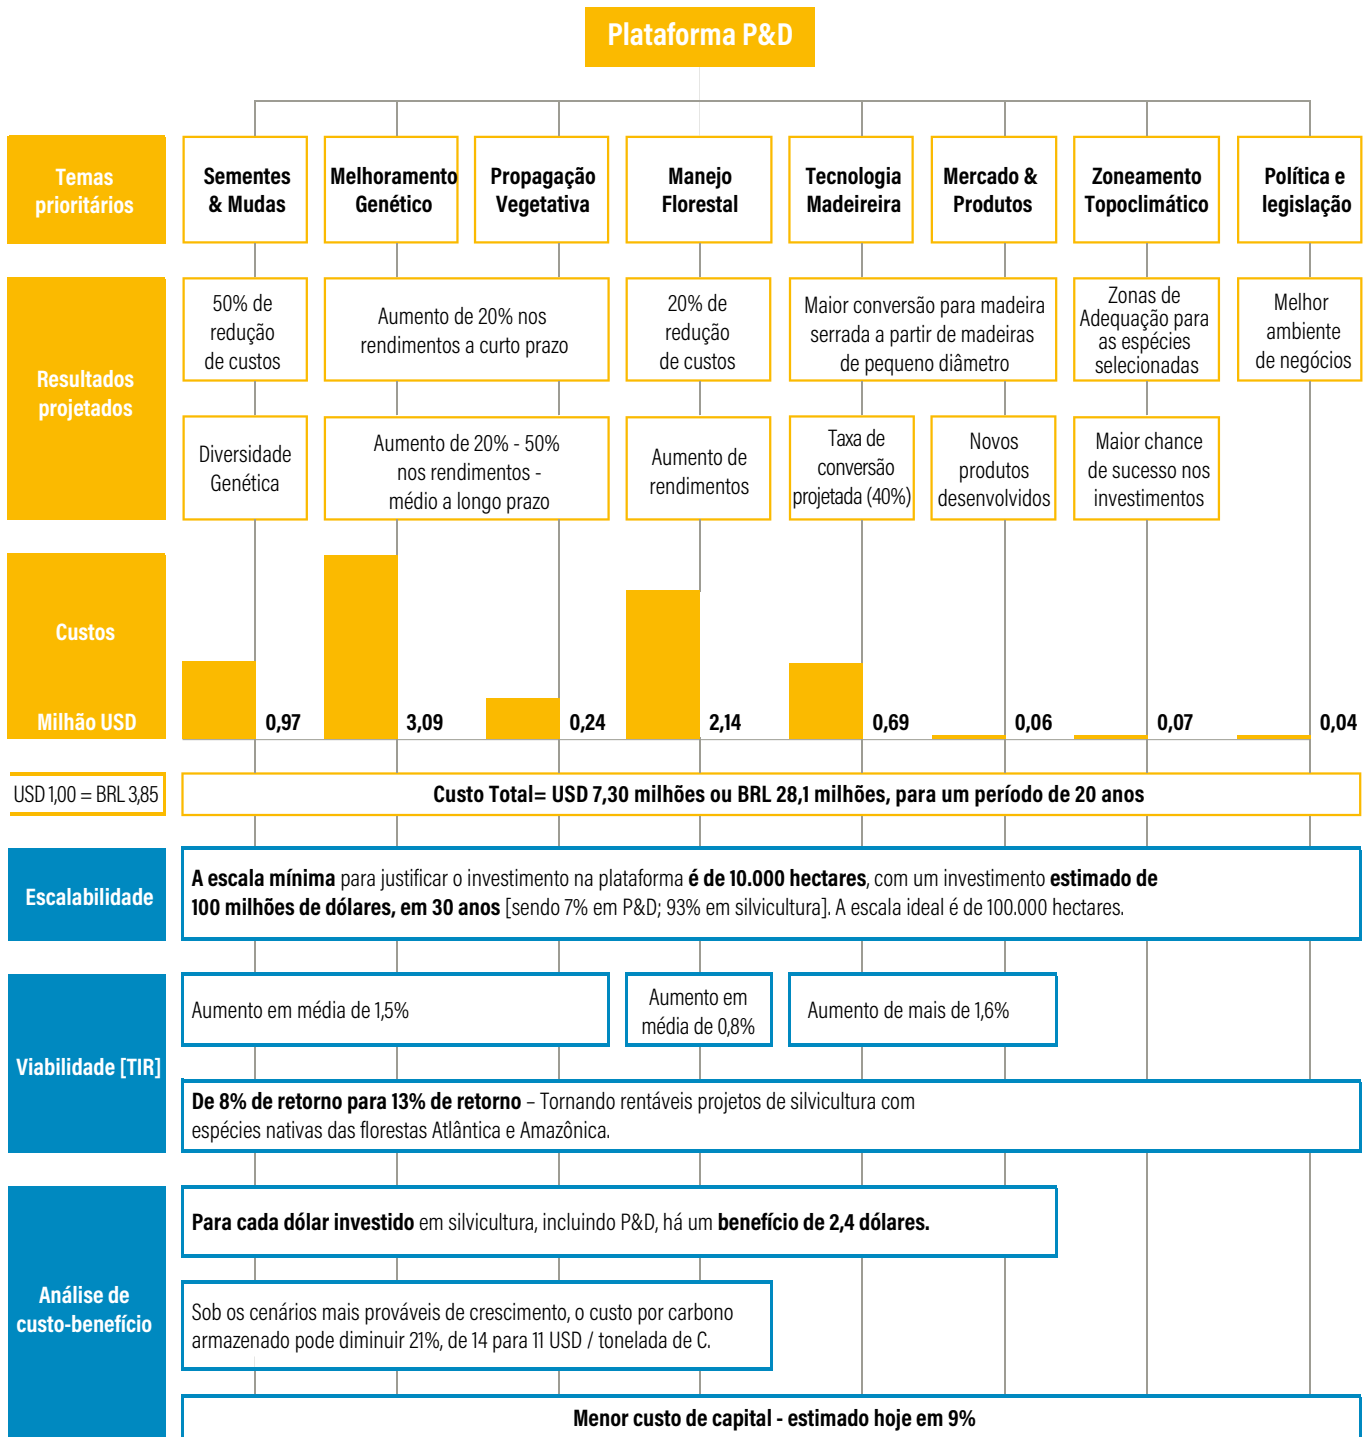 Plataforma P&D
Temas
prioritários
Sementes
& Mudas
Melhoramento
Genético
Propagação
Vegetativa
Manejo
Florestal
Tecnologia
Madeireira
Mercado &
Produtos
Zoneamento
Topoclimático
Política e
legislação
Resultados
projetados
50% de
redução
de custos
Aumento de 20% nos
rendimentos a curto prazo
20% de
redução
de custos
Maior conversão para madeira
serrada a partir de madeiras
de pequeno diâmetro
Zonas de
Adequação para
as espécies
selecionadas
Melhor
ambiente
de negócios
Diversidade
Genética
Aumento de 20% - 50%
nos rendimentos -
médio a longo prazo
Aumento de
rendimentos
Taxa de
conversão
projetada (40%)
Novos
produtos
desenvolvidos
Maior chance
de sucesso nos
investimentos
Custos
Milhão USD
0,97
3,09
0,24
2,14
0,69
0,06
0,07
0,04
USD 1,00 = BRL 3,85
Custo Total= USD 7,30 milhões ou BRL 28,1 milhões, para um período de 20 anos
Escalabilidade
A escala mínima para justificar o investimento na plataforma é de 10.000 hectares, com um investimento estimado de
100 milhões de dólares, em 30 anos [sendo 7% em P&D; 93% em silvicultura]. A escala ideal é de 100.000 hectares.
Viabilidade [TIR]
Aumento em média de 1,5%
Aumento em
média de 0,8%
Aumento de mais de 1,6%
De 8% de retorno para 13% de retorno – Tornando rentáveis projetos de silvicultura com
espécies nativas das florestas Atlântica e Amazônica.
Análise de
custo-benefício
Para cada dólar investido em silvicultura, incluindo P&D, há um benefício de 2,4 dólares.
Sob os cenários mais prováveis de crescimento, o custo por carbono
armazenado pode diminuir 21%, de 14 para 11 USD / tonelada de C.
Menor custo de capital - estimado hoje em 9%